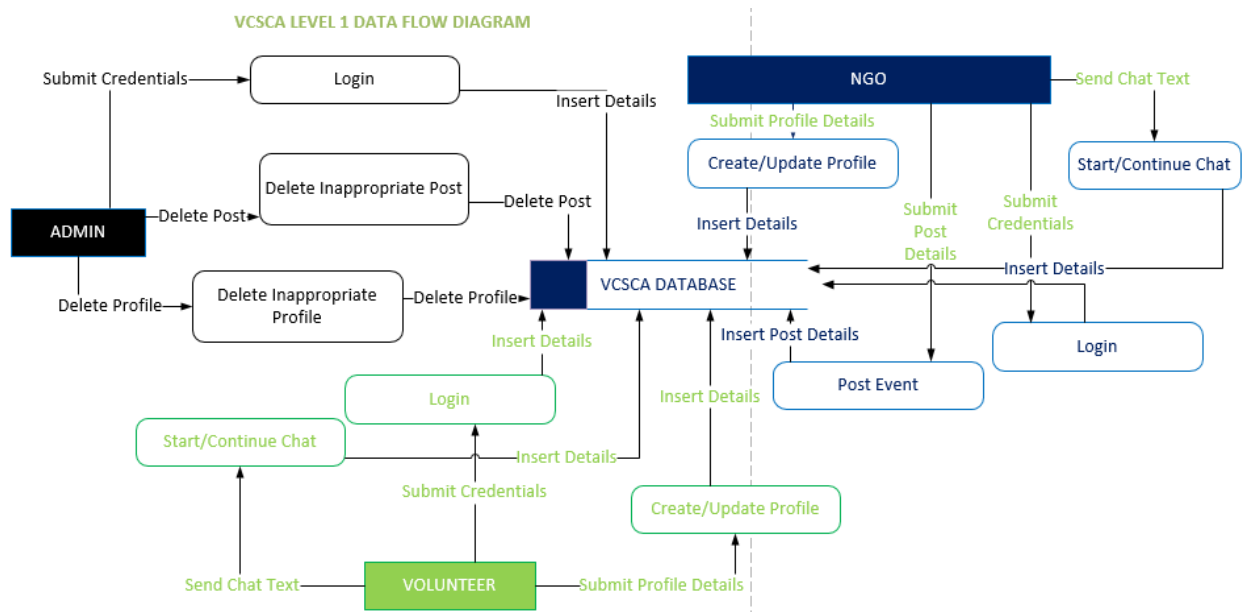 VCSCA LEVEL 1 DATA FLOW DIAGRAM
Submit Credentials
Login
Insert Details
NGO
Send Chat Text
Submit Profile Details
Create/Update Profile
Start/Continue Chat
Delete Inappropriate Post
Delete Post
Delete Post
ADMIN
Insert Details
Submit
Post
Details
Submit
Credentials
Insert Details
Delete Profile
Delete Inappropriate
Profile
Delete Profile
VCSCA DATABASE
Insert Details
Insert Post Details
Login
Post Event
Login
Insert Details
Start/Continue Chat
Insert Details
Submit Credentials
Create/Update Profile
Send Chat Text
VOLUNTEER
Submit Profile Details